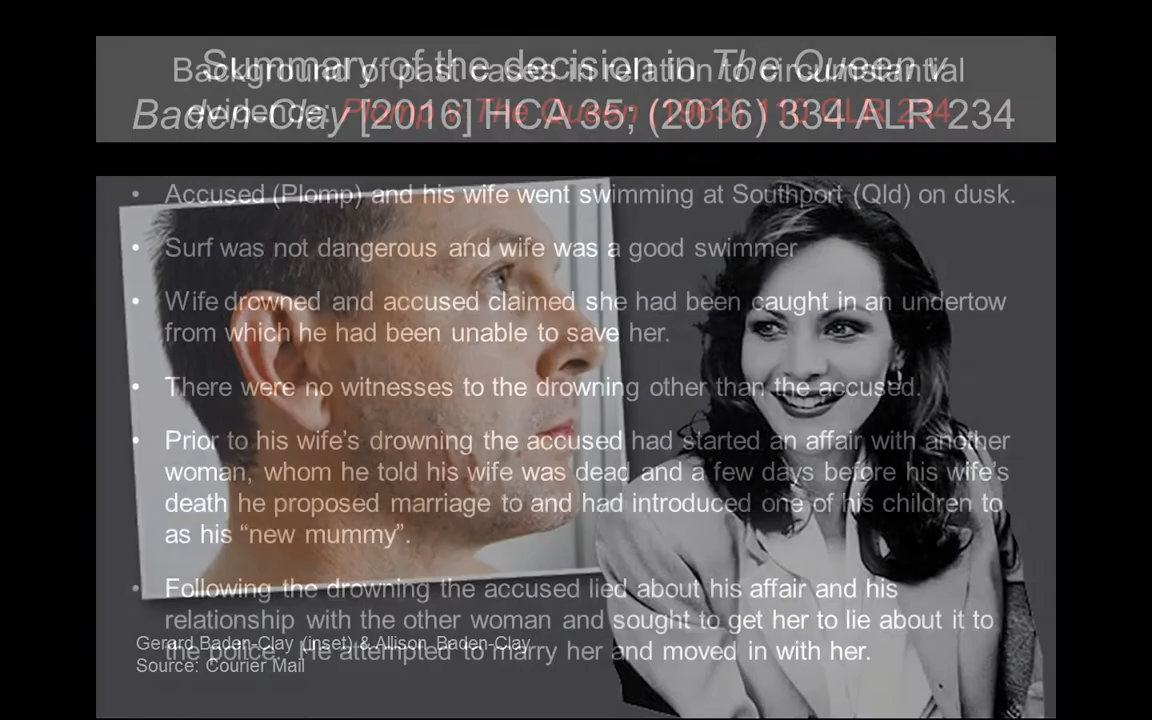 Background of past cases in relation to circumstantial
evidence: Plomp v The Queen (1963) 110 CLR 234
Summary of the decision in The Queen v
Baden-Clay [2016] HCA 35; (2016) 334 ALR 234
• Accused (Plomp) and his wife went swimming at Southport (Qld) on dusk.
• Surf was not dangerous and wife was a good swimmer
• Wife drowned and accused claimed she had been caught in an undertow
from which he had been unable to save her.
• There were no witnesses to the drowning other than the accused.
• Prior to his wife’s drowning the accused had started an affair with another
woman, whom he told his wife was dead and a few days before his wife’s
death he proposed marriage to and had introduced one of his children to
as his “new mummy”.
• Following the drowning the accused lied about his affair and his
relationship with the other woman and sought to get her to lie about it to
the police. He attempted to marry her and moved in with her.
Gerard Baden-Clay (inset) & Allison Baden-Clay
Source: Courier Mail